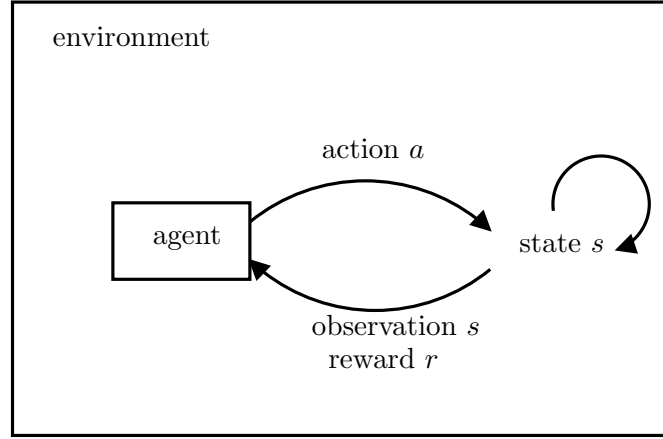 environment
action a
agent
state s
observation s
reward r